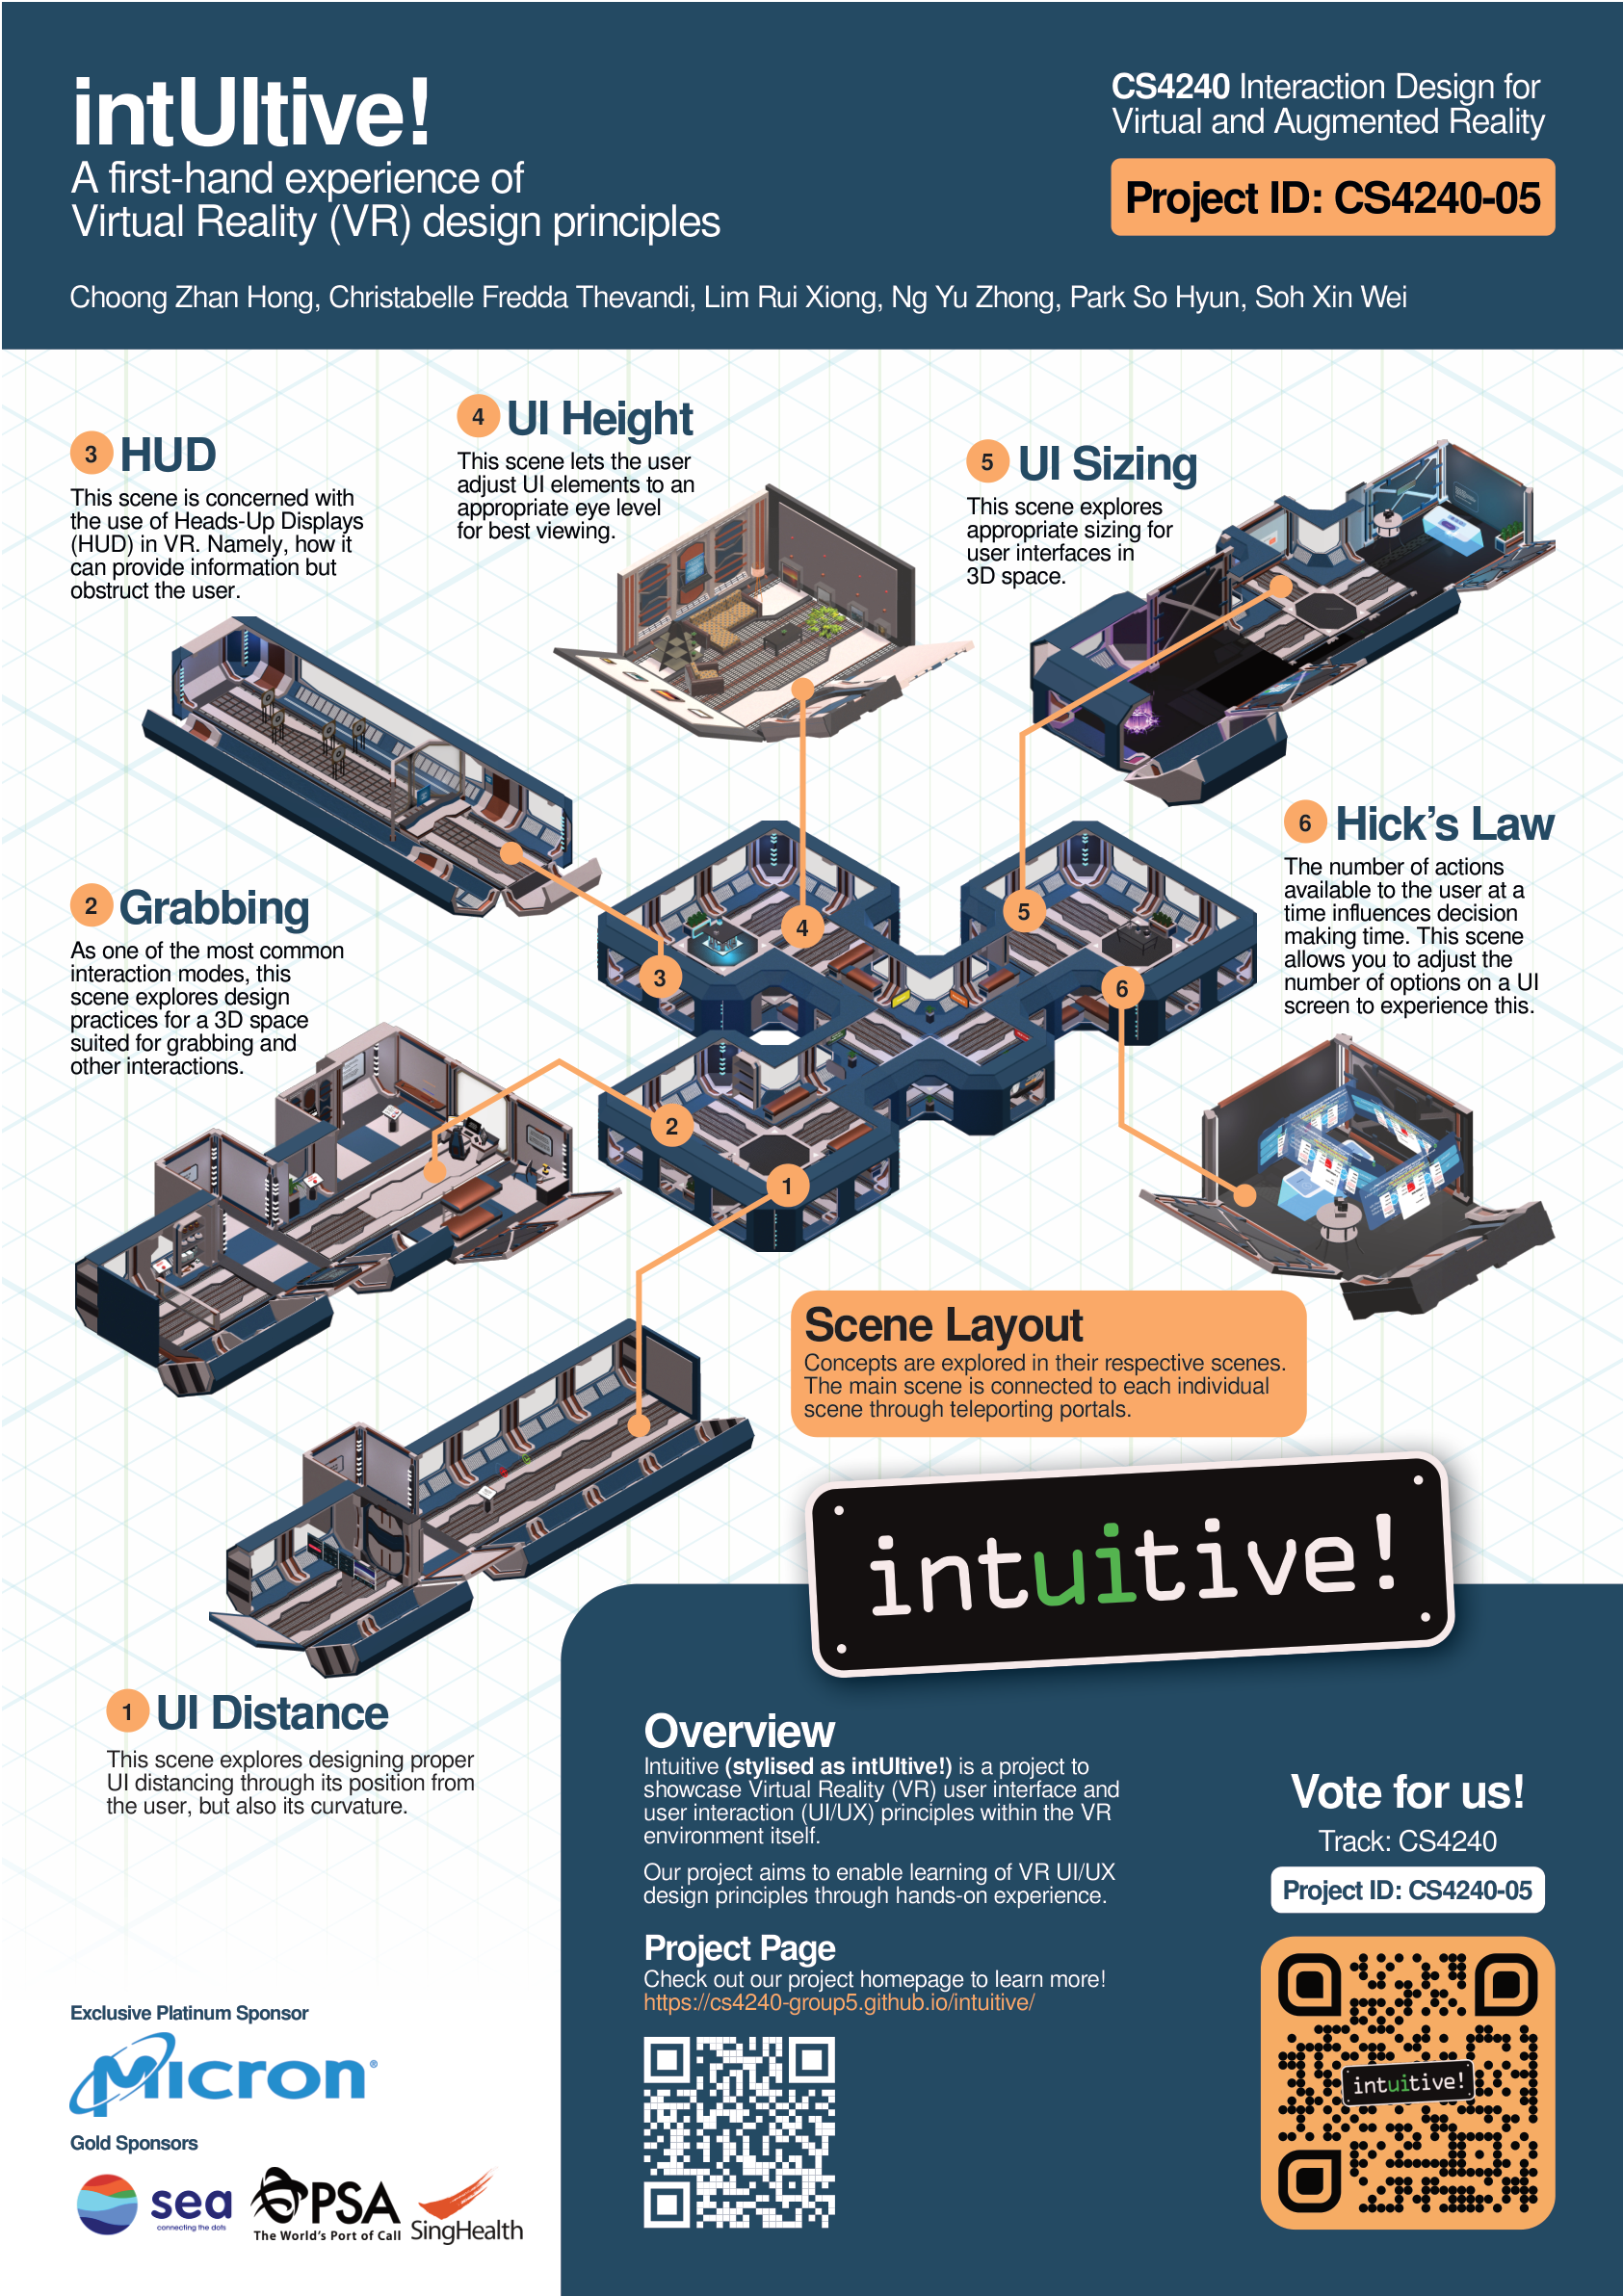 intUItive!
A first-hand experience of
Virtual Reality (VR) design principles
CS4240 Interaction Design for
Virtual and Augmented Reality
Project ID: CS4240-05
Choong Zhan Hong, Christabelle Fredda Thevandi, Lim Rui Xiong, Ng Yu Zhong, Park So Hyun, Soh Xin Wei
3 HUD
This scene is concerned with
the use of Heads-Up Displays
(HUD) in VR. Namely, how it
can provide information but
obstruct the user.
4 UI Height
This scene lets the user
adjust UI elements to an
appropriate eye level
for best viewing.
5 UI Sizing
This scene explores
appropriate sizing for
user interfaces in
3D space.
6 Hick's Law
The number of actions
available to the user at a
time influences decision
making time. This scene
allows you to adjust the
number of options on a UI
screen to experience this.
2 Grabbing
As one of the most common
interaction modes, this
scene explores design
practices for a 3D space
suited for grabbing and
other interactions.
4
5
3
6
2
1
Scene Layout
Concepts are explored in their respective scenes.
The main scene is connected to each individual
scene through teleporting portals.
intuitive!
1 UI Distance
This scene explores designing proper
UI distancing through its position from
the user, but also its curvature.
Overview
Intuitive (stylised as intUItive!) is a project to
showcase Virtual Reality (VR) user interface and
user interaction (UI/UX) principles within the VR
environment itself.
Our project aims to enable learning of VR UI/UX
design principles through hands-on experience.
Project Page
Check out our project homepage to learn more!
https://cs4240-group5.github.io/intuitive/
Vote for us!
Track: CS4240
Project ID: CS4240-05
intuitive!
Exclusive Platinum Sponsor
Micron®
Gold Sponsors
sea
connecting the dots
PSA
The World's Port of Call
SingHealth